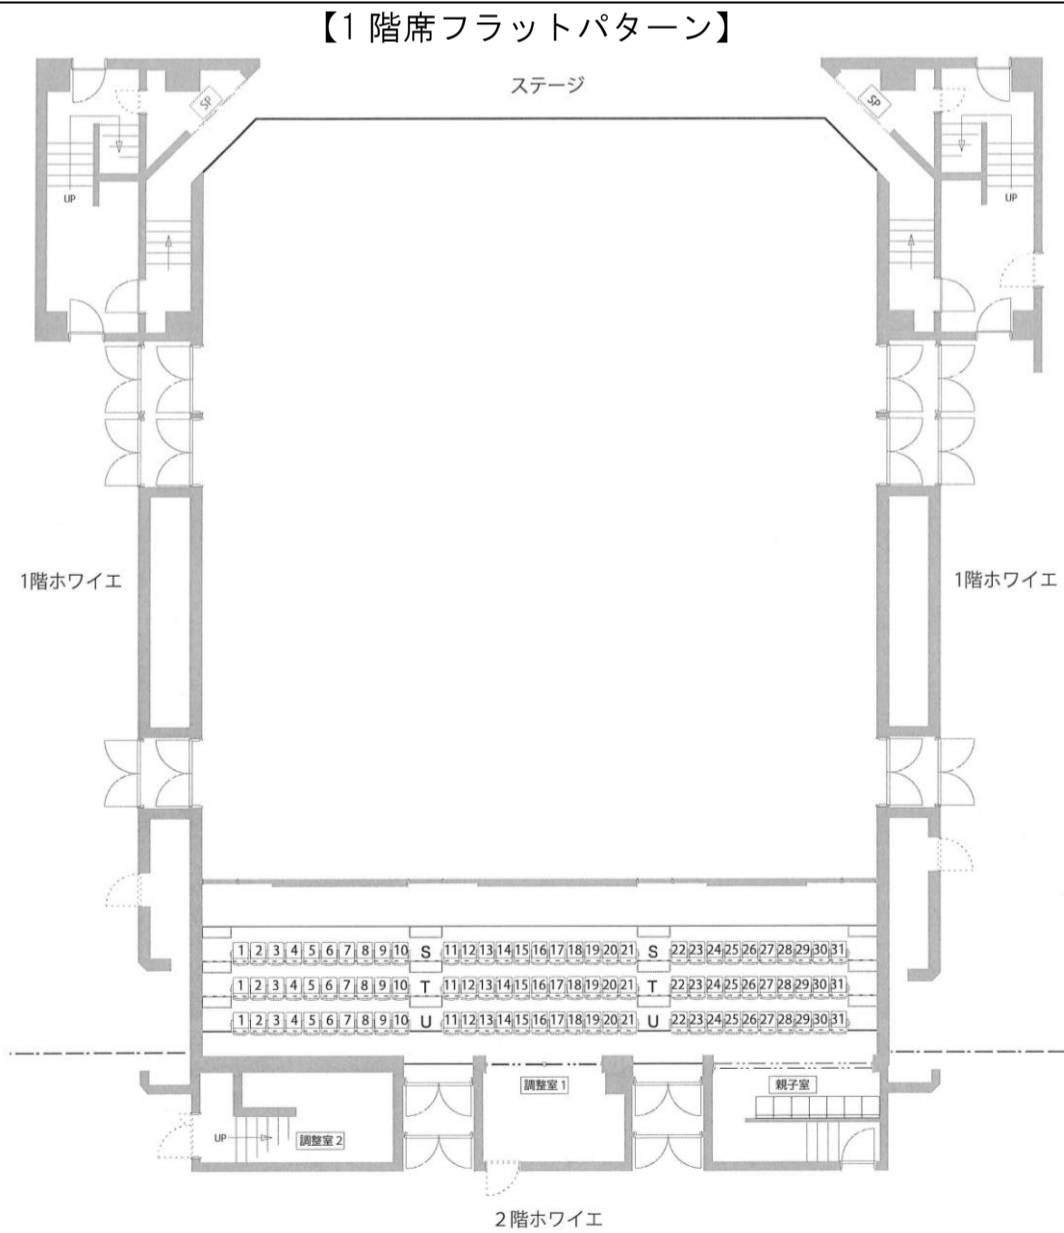 【1階席フラットパターン】
ステージ
SP
SP
UP
UP
1階ホワイエ
1階ホワイエ
1 2 3 4 5 6 7 8 9 10 S 11 12 13 14 15 16 17 18 19 20 21 S 22 23 24 25 26 27 28 29 30 31
1 2 3 4 5 6 7 8 9 10 T 11 12 13 14 15 16 17 18 19 20 21 T 22 23 24 25 26 27 28 29 30 31
1 2 3 4 5 6 7 8 9 10 U 11 12 13 14 15 16 17 18 19 20 21 U 22 23 24 25 26 27 28 29 30 31
調整室1
親子室
UP
調整室2
2階ホワイエ